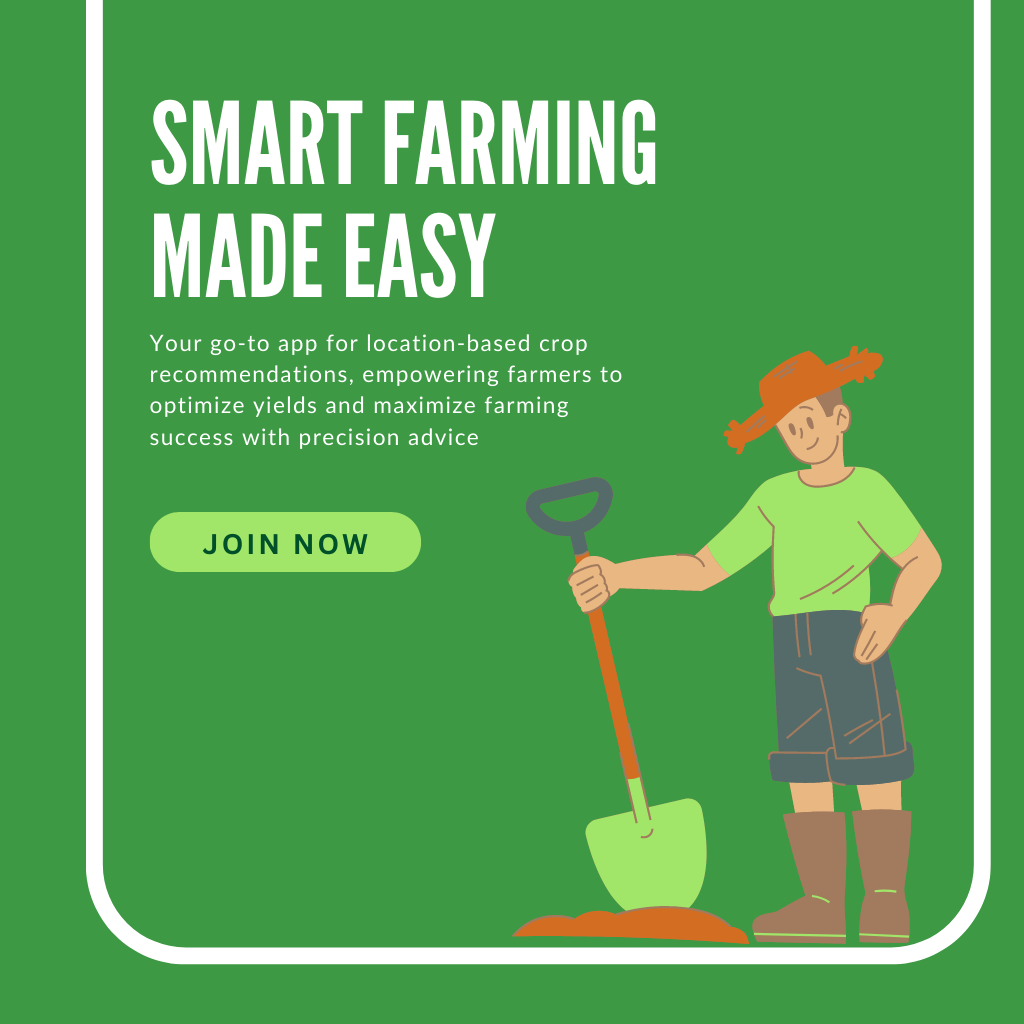 SMART FARMING
MADE EASY
Your go-to app for location-based crop
recommendations, empowering farmers to
optimize yields and maximize farming
success with precision advice
JOIN NOW